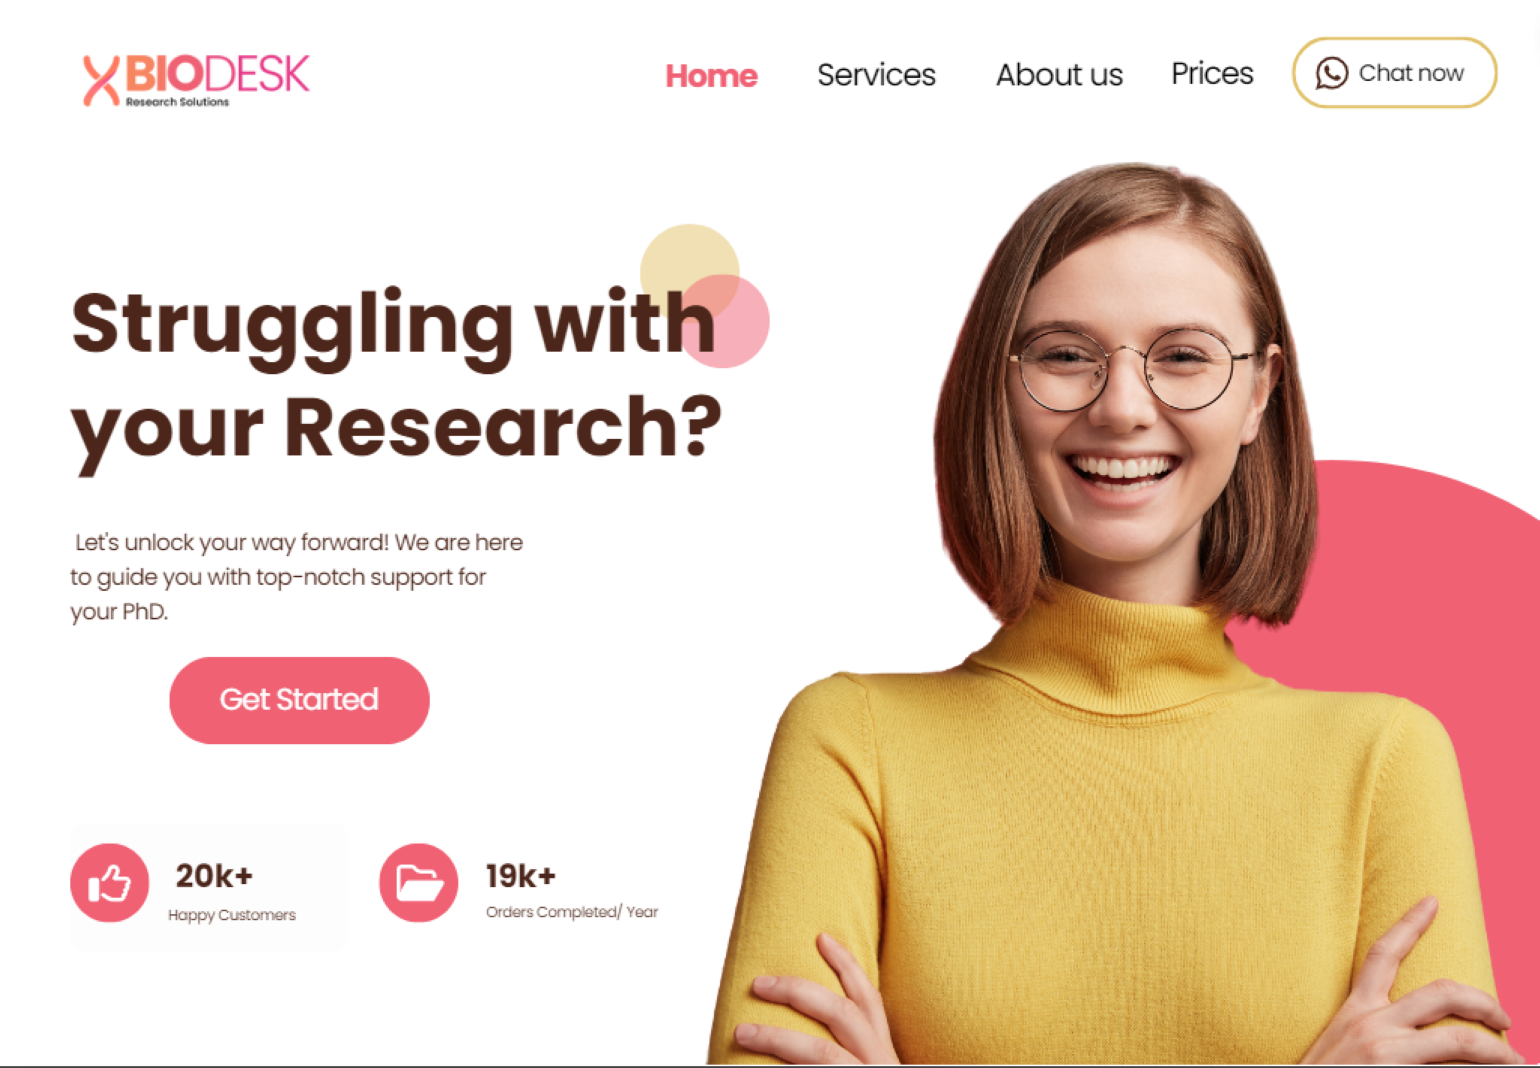 XBIODESK
Research Solutions
Home
Services
About us
Prices
Chat now
Struggling with
your Research?
Let's unlock your way forward! We are here
to guide you with top-notch support for
your PhD.
Get Started
20k+
Happy Customers
19k+
Orders Completed/ Year